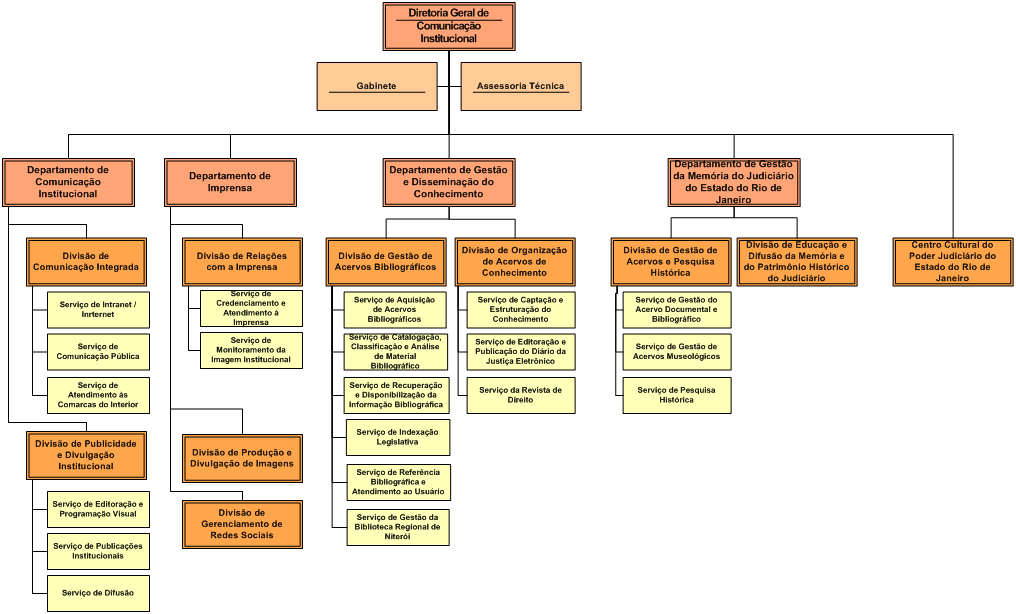 Diretoria Geral de
Comunicação
Institucional
Gabinete
Assessoria Técnica
Departamento de
Comunicação
Institucional
Departamento de
Imprensa
Departamento de Gestão
e Disseminação do
Conhecimento
Departamento de Gestão
da Memória do Judiciário
do Estado do Rio de
Janeiro
Divisão de
Comunicação Integrada
Divisão de Relações
com a Imprensa
Divisão de Gestão de
Acervos Bibliográficos
Divisão de Organização
de Acervos de
Conhecimento
Divisão de Gestão de
Acervos e Pesquisa
Histórica
Divisão de Educação e
Difusão da Memória e
do Patrimônio Histórico
do Judiciário
Centro Cultural do
Poder Judiciário do
Estado do Rio de
Janeiro
Serviço de Intranet /
Inrternet
Serviço de
Comunicação Pública
Serviço de
Atendimento às
Comarcas do Interior
Serviço de
Credenciamento e
Atendimento à
Imprensa
Serviço de
Monitoramento da
Imagem Institucional
Serviço de Aquisição
de Acervos
Bibliográficos
Serviço de Catalogação,
Classificação e Análise
de Material
Bibliográfico
Serviço de Recuperação
e Disponibilização da
Informação Bibliográfica
Serviço de Indexação
Legislativa
Serviço de Referência
Bibliográfica e
Atendimento ao Usuário
Serviço de Gestão da
Biblioteca Regional de
Niterói
Serviço de Captação e
Estruturação do
Conhecimento
Serviço de Editoração e
Publicação do Diário da
Justiça Eletrônico
Serviço da Revista de
Direito
Serviço de Gestão do
Acervo Documental e
Bibliográfico
Serviço de Gestão de
Acervos Museológicos
Serviço de Pesquisa
Histórica
Divisão de Publicidade
e Divulgação
Institucional
Divisão de Produção e
Divulgação de Imagens
Divisão de
Gerenciamento de
Redes Sociais
Serviço de Editoração e
Programação Visual
Serviço de Publicações
Institucionais
Serviço de Difusão